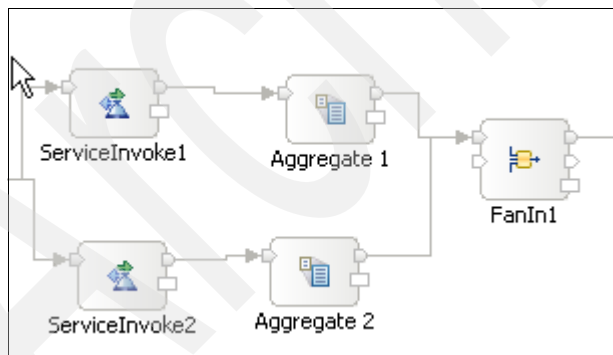 ServiceInvoke1
Aggregate 1
FanIn1
ServiceInvoke2
Aggregate 2